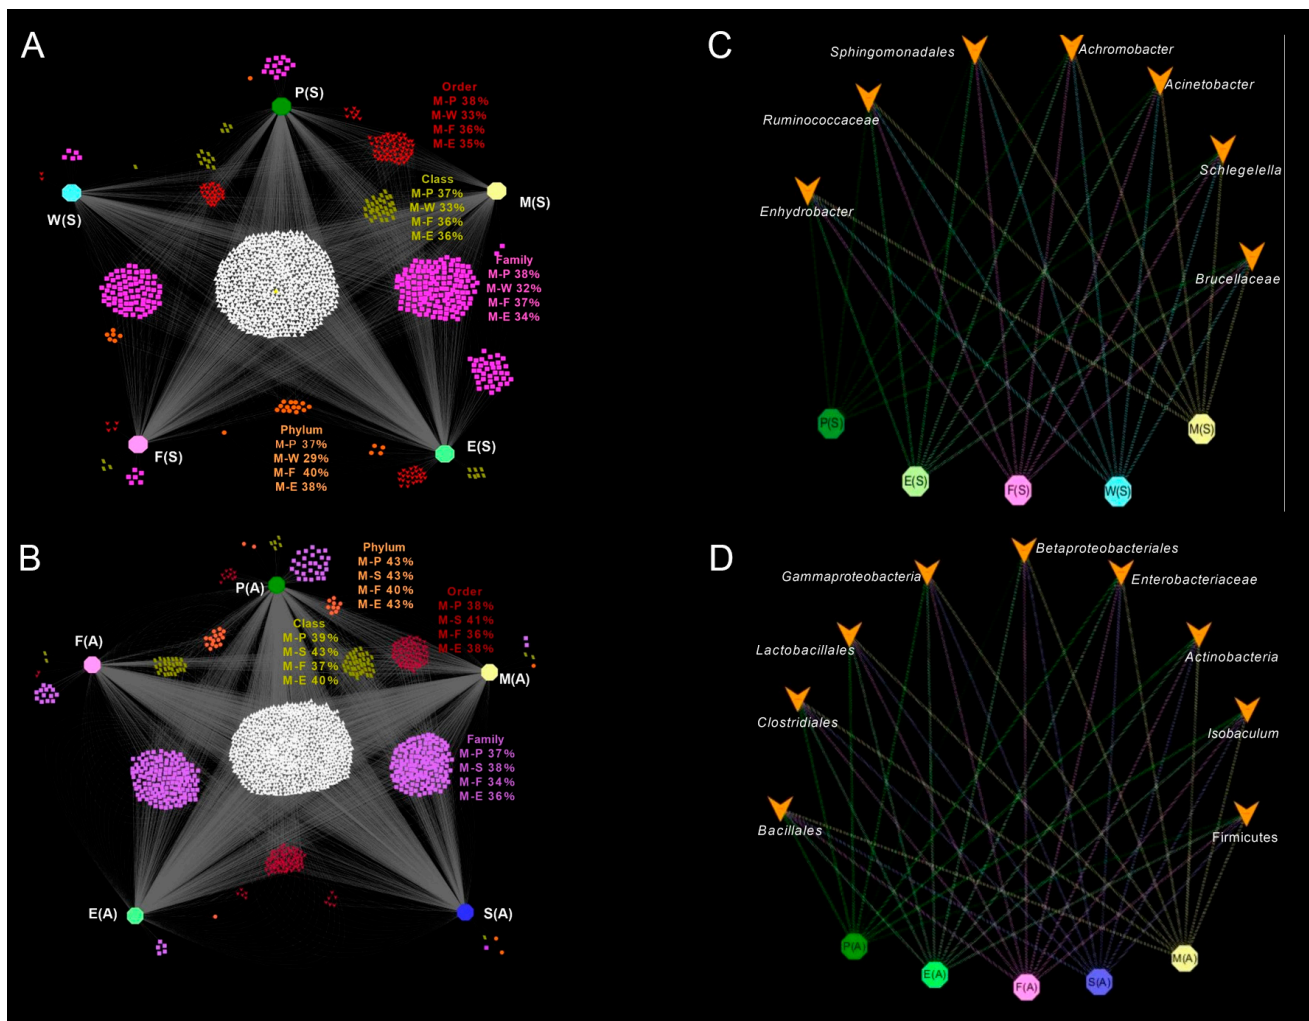 A
P(S)
Order
M-P 38%
M-W 33%
M-F 36%
M-E 35%
Class
M-P 37%
M-W 33%
M-F 36%
M-E 36%
M(S)
W(S)
Family
M-P 38%
M-W 32%
M-F 37%
M-E 34%
Phylum
M-P 37%
M-W 29%
M-F 40%
M-E 38%
F(S)
E(S)
B
Phylum
M-P 43%
M-S 43%
M-F 40%
M-E 43%
P(A)
Order
M-P 38%
M-S 41%
M-F 36%
M-E 38%
Class
M-P 39%
M-S 43%
M-F 37%
M-E 40%
F(A)
M(A)
Family
M-P 37%
M-S 38%
M-F 34%
M-E 36%
E(A)
S(A)
C
Sphingomonadales
Achromobacter
Acinetobacter
Ruminococcaceae
Schlegelella
Enhydrobacter
Brucellaceae
P(S)
E(S)
F(S)
W(S)
M(S)
D
Betaproteobacteriales
Gammaproteobacteria
Enterobacteriaceae
Lactobacillales
Actinobacteria
Clostridiales
Isobaculum
Bacillales
Firmicutes
P(A)
E(A)
F(A)
S(A)
M(A)